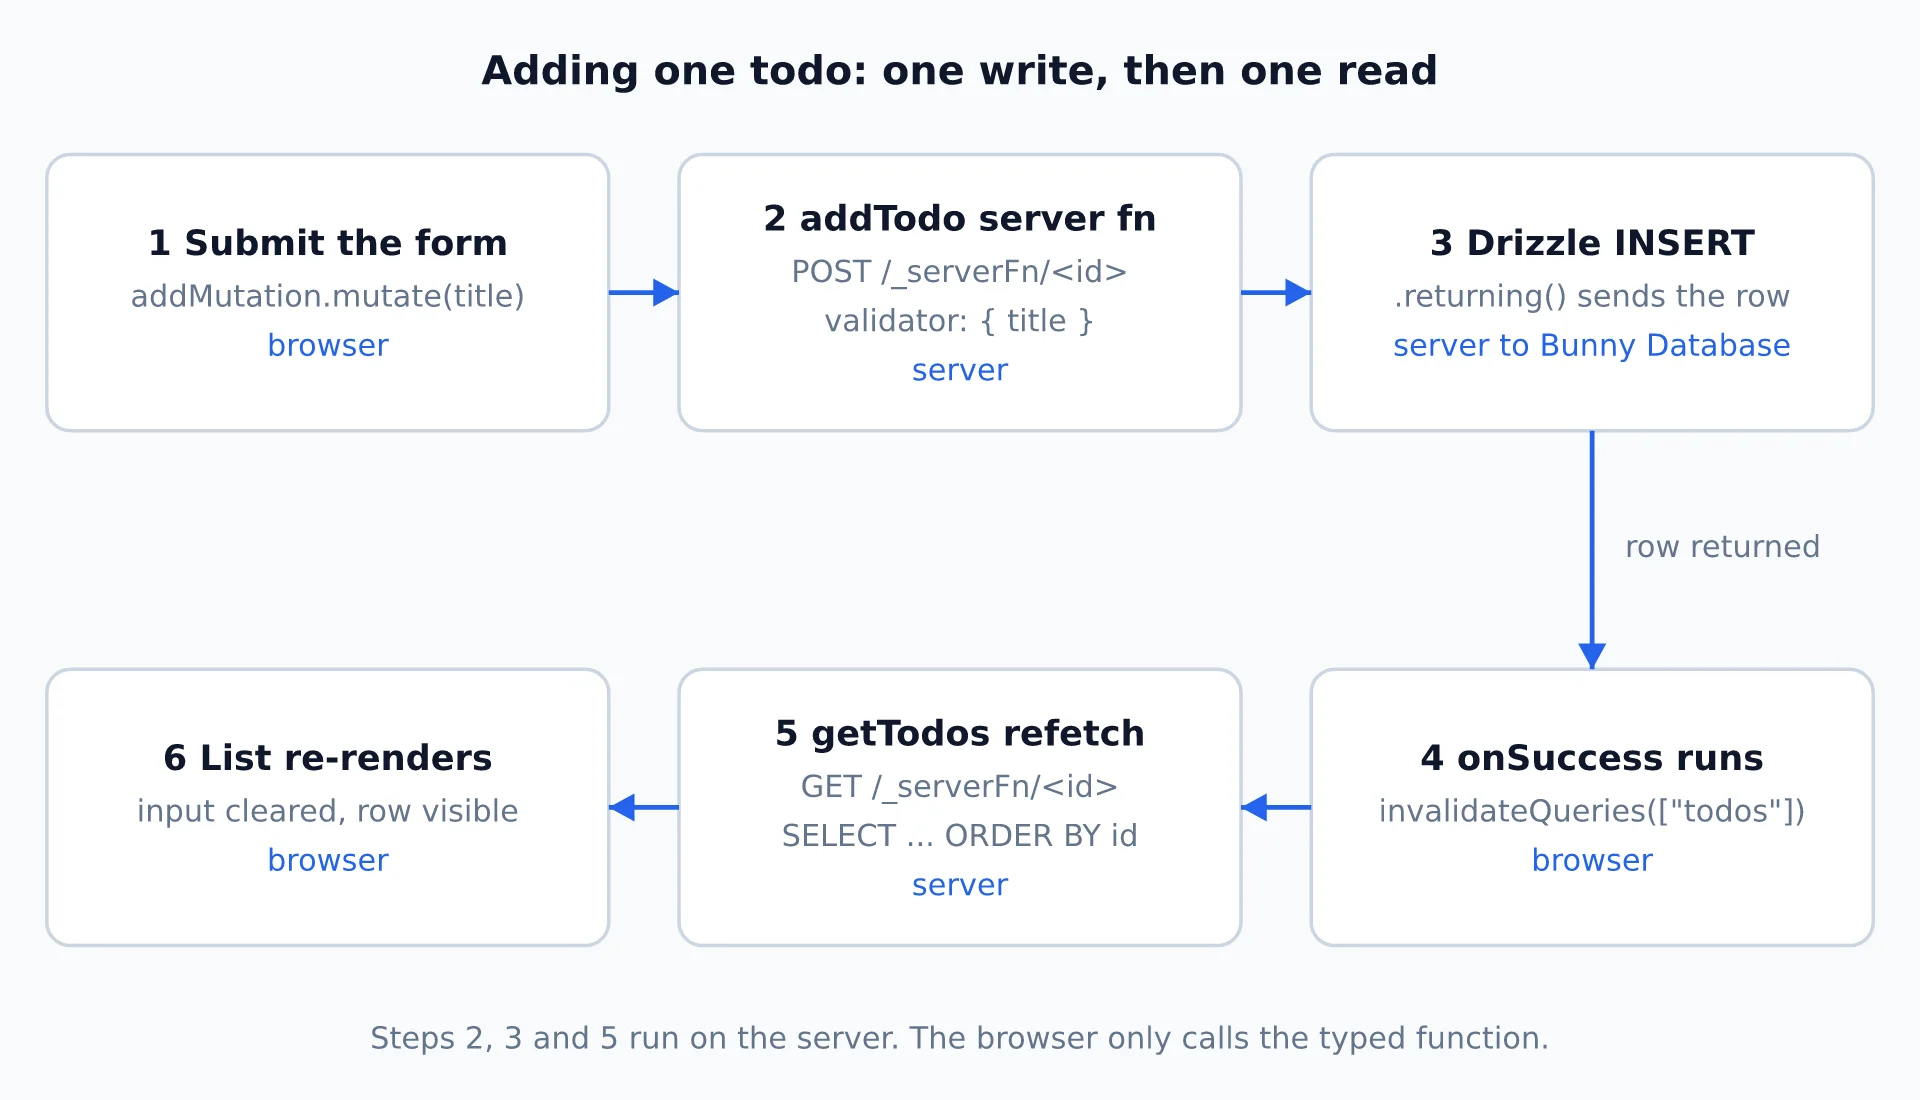 Adding one todo: one write, then one read
1 Submit the form
addMutation.mutate(title)
browser
2 addTodo server fn
POST /_serverFn/<id>
validator: { title }
server
3 Drizzle INSERT
.returning() sends the row
server to Bunny Database
row returned
4 onSuccess runs
invalidateQueries(["todos"])
browser
5 getTodos refetch
GET /_serverFn/<id>
SELECT ... ORDER BY id
server
6 List re-renders
input cleared, row visible
browser
Steps 2, 3 and 5 run on the server. The browser only calls the typed function.